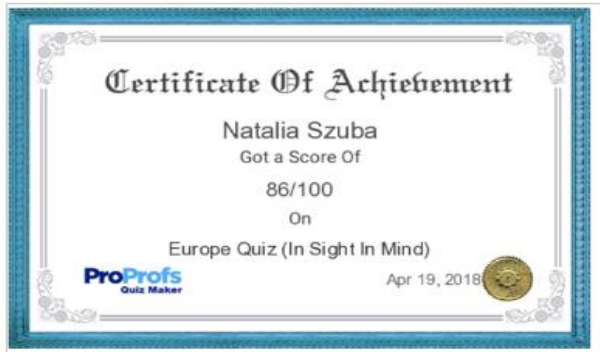 Certificate Of Achievement
Natalia Szuba
Got a Score Of
86/100
On
Europe Quiz (In Sight In Mind)
ProProfs
Quiz Maker
Apr 19, 2018